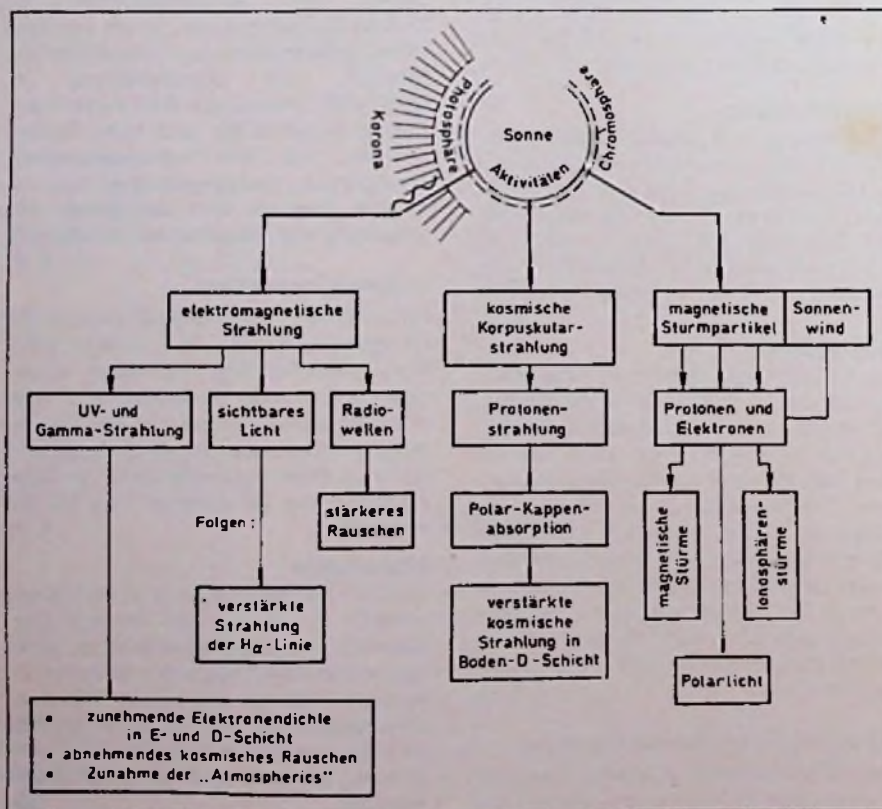 Korona
Photosphäre
Sonne
Aktivitäten
Chromosphäre
elektromagnetische
Strahlung
kosmische
Korpuskular-
strahlung
magnetische
Sturmpartikel
Sonnen-
wind
UV- und
Gamma-Strahlung
sichtbares
Licht
Radio-
wellen
Protonen-
strahlung
Protonen und
Elektronen
Folgen:
stärkeres
Rauschen
Polar-Kappen-
absorption
magnetische
Stürme
Ionosphären-
stürme
verstärkte
Strahlung
der Hα-Linie
verstärkte
kosmische
Strahlung in
Boden-D-Schicht
Polarlicht
• zunehmende Elektronendichte
in E- und D-Schicht
• abnehmendes kosmisches Rauschen
• Zunahme der „Atmospherics"